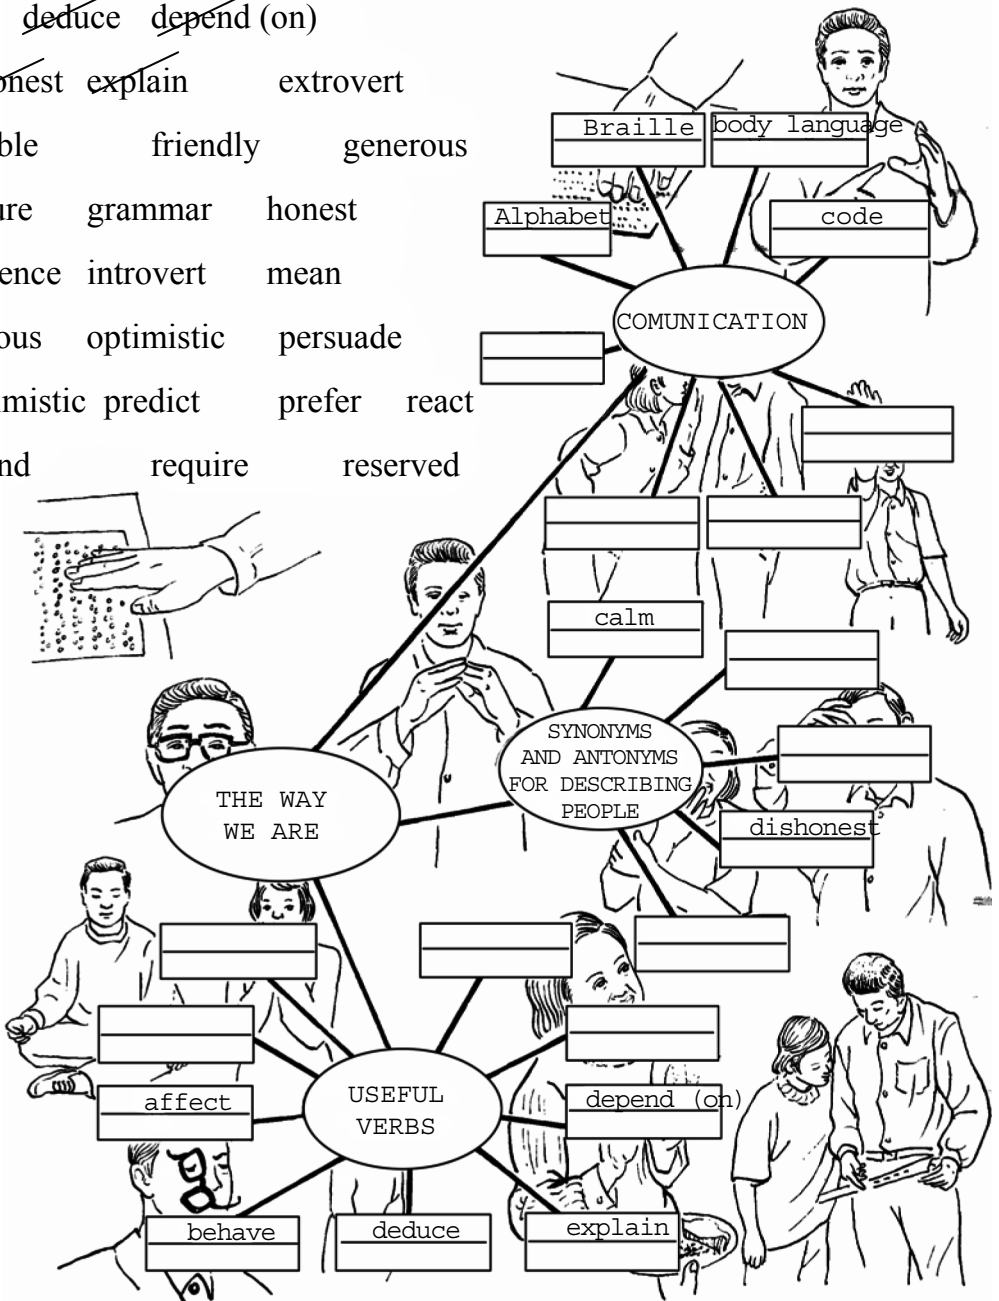 deduce depend (on)
onest explain extrovert
ble friendly generous
ure grammar honest
ence introvert mean
ous optimistic persuade
mistic predict prefer react
nd require reserved
Braille body language
Alphabet code
COMUNICATION
calm
SYNONYMS
AND ANTONYMS
FOR DESCRIBING
PEOPLE
THE WAY
WE ARE
dishonest
USEFUL
VERBS
affect depend (on)
behave deduce explain